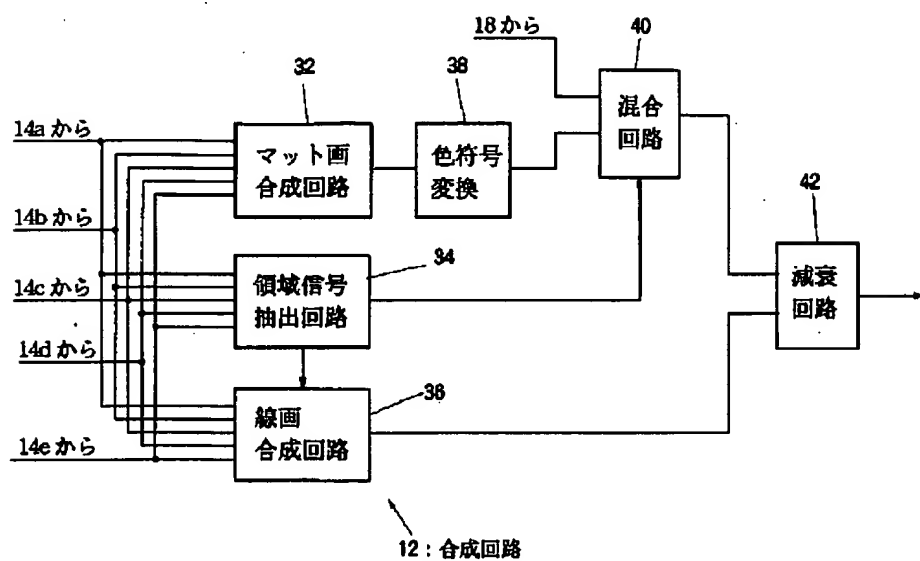 18から
40
混合
回路
32
マット画
合成回路
38
色符号
変換
14aから
14bから
14cから
14dから
14eから
34
領域信号
抽出回路
36
線画
合成回路
42
減衰
回路
12：合成回路